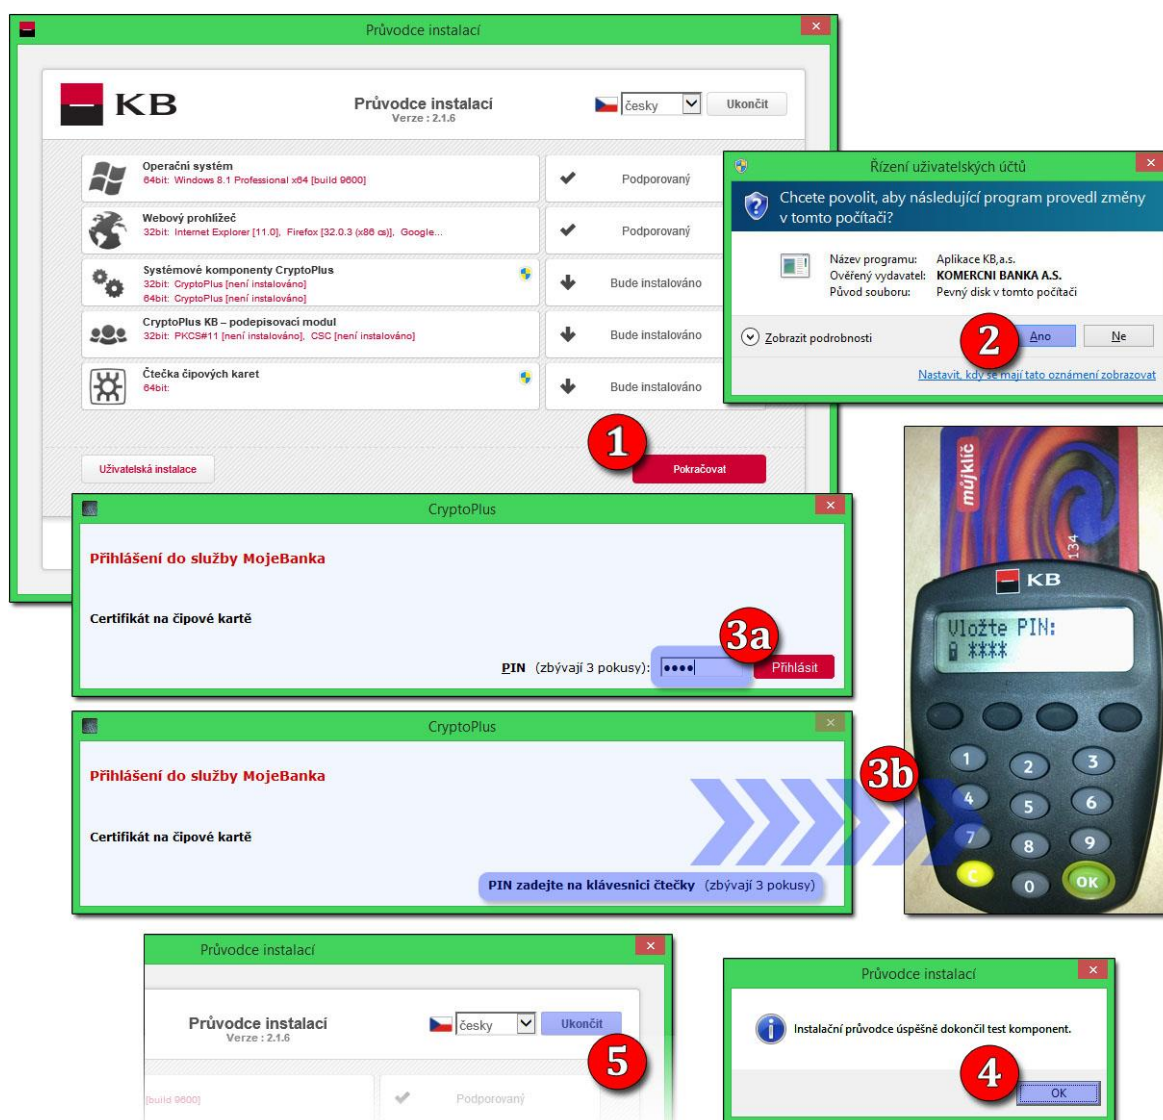 Průvodce instalací
KB
Průvodce instalací
Verze : 2.1.6
česky
Ukončit
Operační systém
64bit: Windows 8.1 Professional x64 [build 9600]
Podporovaný
Webový prohlížeč
32bit: Internet Explorer [11.0], Firefox [32.0.3 (x86 cs)], Google...
Podporovaný
Systémové komponenty CryptoPlus
32bit: CryptoPlus [není instalováno]
64bit: CryptoPlus [není instalováno]
Bude instalováno
CryptoPlus KB – podepisovací modul
32bit: PKCS#11 [není instalováno], CSC [není instalováno]
Bude instalováno
Čtečka čipových karet
64bit:
Bude instalováno
1
Uživatelská instalace
Pokračovat
Řízení uživatelských účtů
Chcete povolit, aby následující program provedl změny
v tomto počítači?
Název programu: Aplikace KB,a.s.
Ověřený vydavatel: KOMERCNI BANKA A.S.
Původ souboru: Pevný disk v tomto počítači
Zobrazit podrobnosti
2
Ano
Ne
Nastavit, kdy se mají tato oznámení zobrazovat
CryptoPlus
Přihlášení do služby MojeBanka
Certifikát na čipové kartě
3a
PIN (zbývají 3 pokusy): ••••
Přihlásit
CryptoPlus
Přihlášení do služby MojeBanka
Certifikát na čipové kartě
PIN zadejte na klávesnici čtečky (zbývají 3 pokusy)
3b
můjklíč
134
KB
Vložte PIN:
****
1 2 3
4 5 6
7 8 9
C 0 OK
Průvodce instalací
Průvodce instalací
Verze : 2.1.6
česky
Ukončit
5
[build 9600]
Podporovaný
Průvodce instalací
Instalační průvodce úspěšně dokončil test komponent.
4
OK